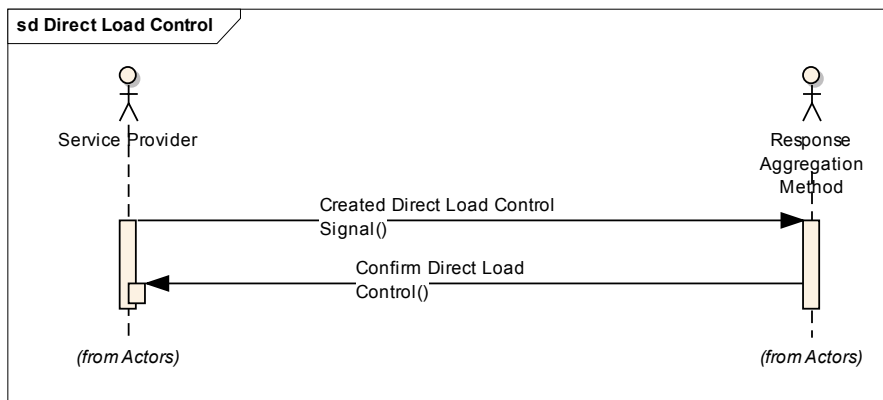 sd Direct Load Control
Service Provider
Response
Aggregation
Method
Created Direct Load Control
Signal()
Confirm Direct Load
Control()
(from Actors)
(from Actors)